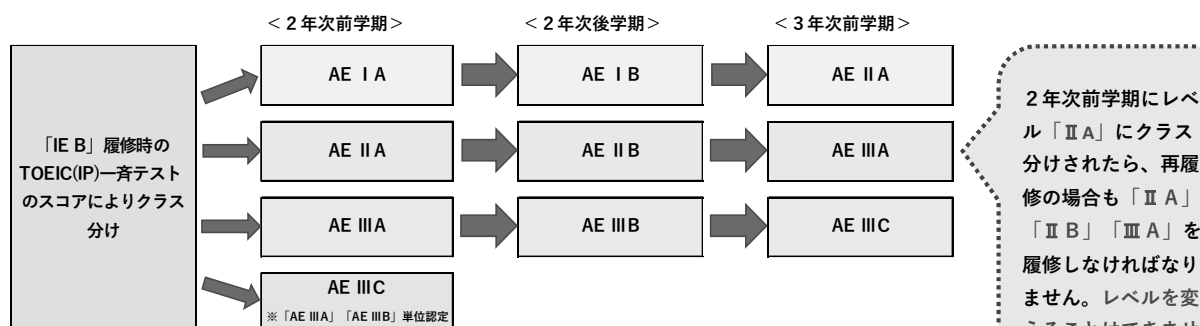 ＜２年次前学期＞ ＜２年次後学期＞ ＜３年次前学期＞
「IE B」履修時の
TOEIC(IP)一斉テスト
のスコアによりクラス
分け
AE ⅠA
AE ⅠB
AE ⅡA
AE ⅡA
AE ⅡB
AE ⅢA
AE ⅢA
AE ⅢB
AE ⅢC
AE ⅢC
※「AE ⅢA」「AE ⅢB」単位認定
２年次前学期にレベ
ル「ⅡA」にクラス
分けされたら、再履
修の場合も「ⅡA」
「ⅡB」「ⅢA」を
履修しなければなり
ません。レベルを変